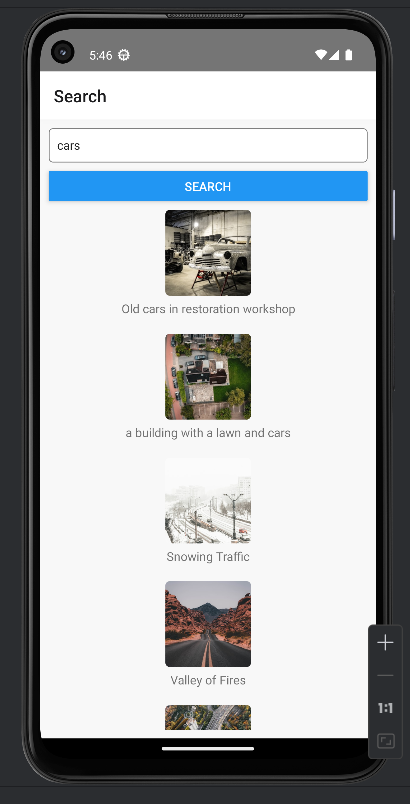 5:46
Search
cars
SEARCH
Old cars in restoration workshop
a building with a lawn and cars
Snowing Traffic
Valley of Fires
1:1